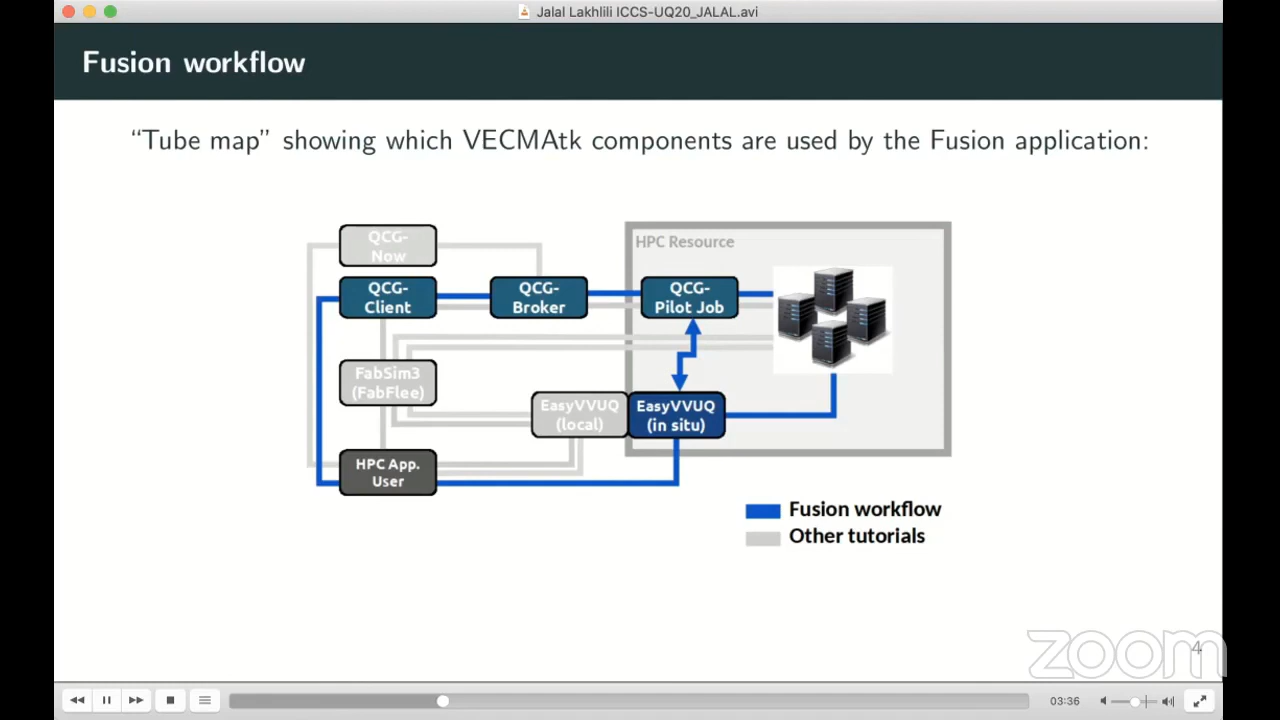 Jalal Lakhlili ICCS-UQ20_JALAL.avi
Fusion workflow
“Tube map” showing which VECMAtk components are used by the Fusion application:
QCG-
Now
HPC Resource
QCG-
Client
QCG-
Broker
QCG-
Pilot Job
FabSim3
(FabFlee)
EasyVVUQ
(local)
EasyVVUQ
(in situ)
HPC App.
User
Fusion workflow
Other tutorials
zoom
4
03:36